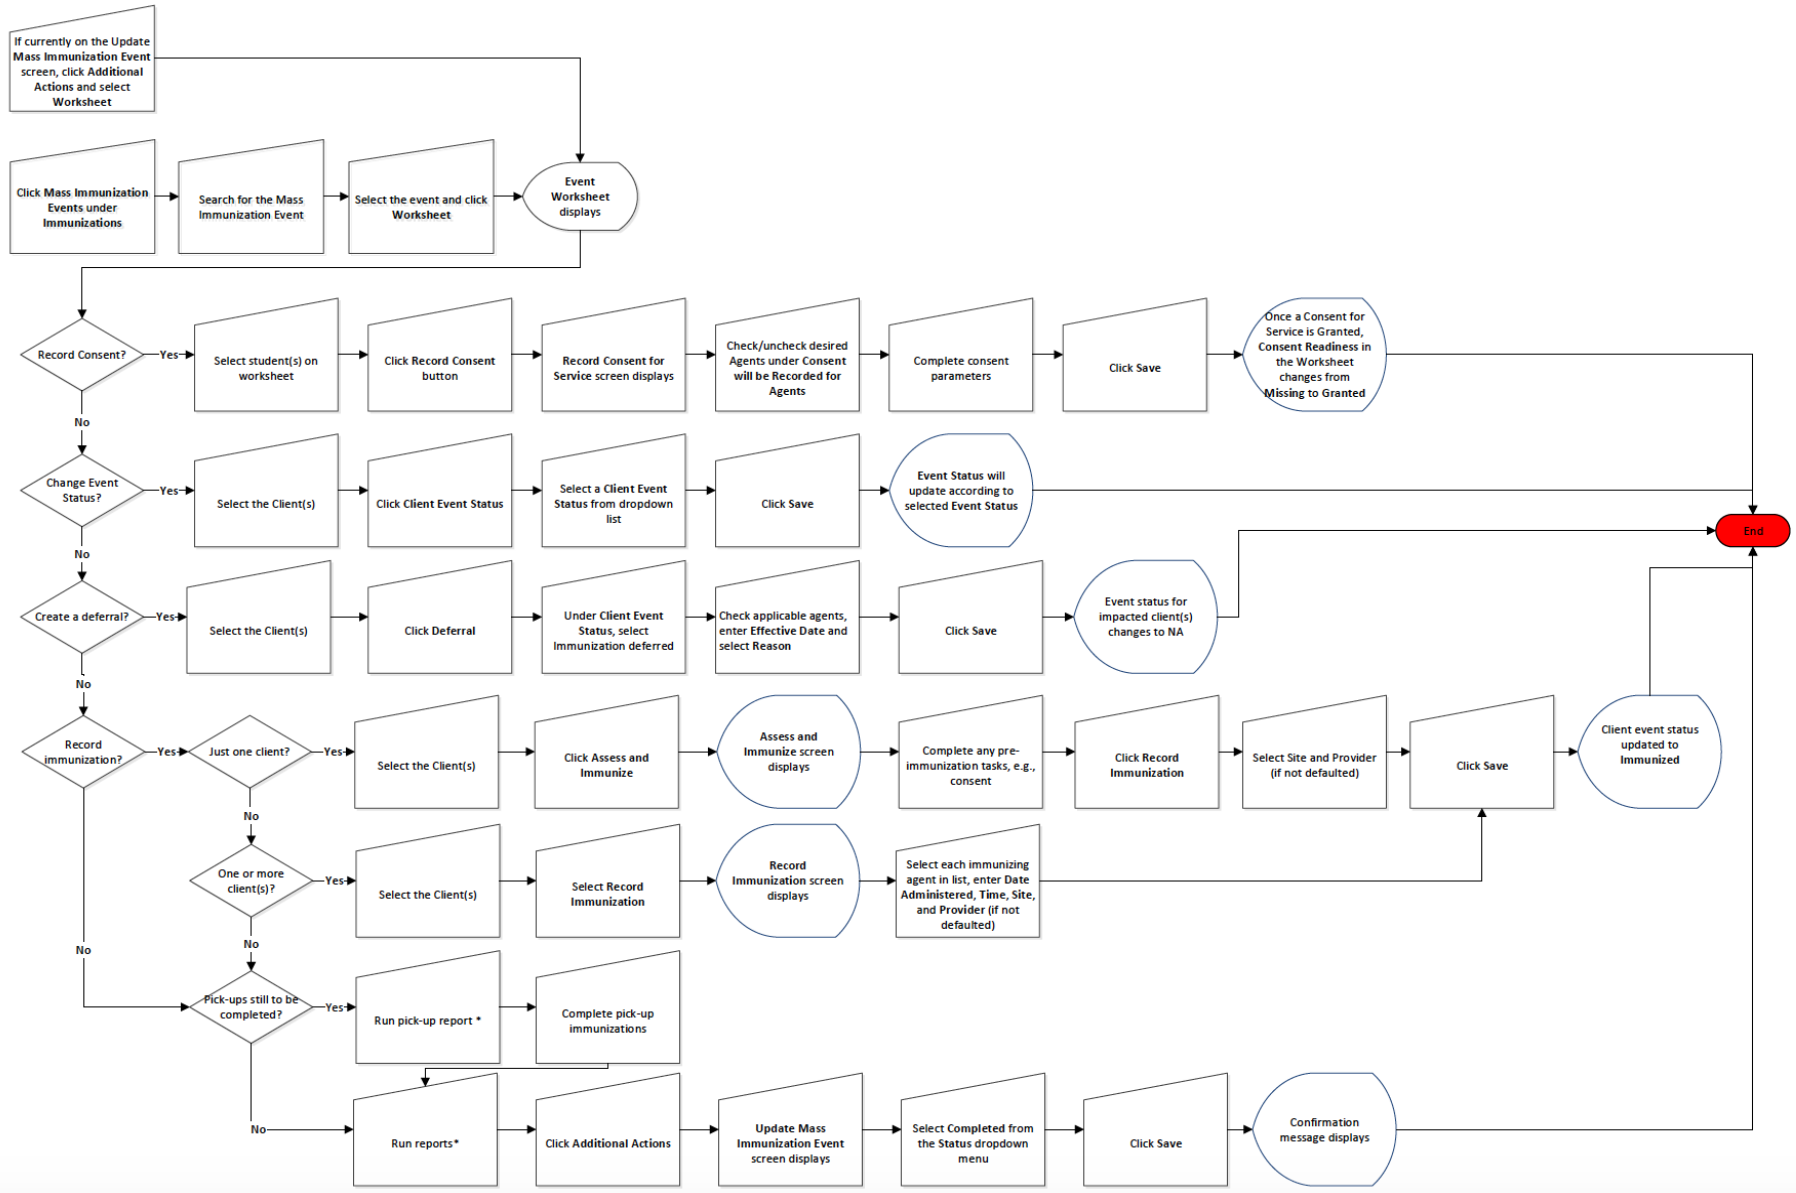 If currently on the Update
Mass Immunization Event
screen, click Additional
Actions and select
Worksheet
Click Mass Immunization
Events under
Immunizations
Search for the Mass
Immunization Event
Select the event and click
Worksheet
Event
Worksheet
displays
Record Consent?
Yes
Select student(s) on
worksheet
Click Record Consent
button
Record Consent for
Service screen displays
Check/uncheck desired
Agents under Consent
will be Recorded for
Agents
Complete consent
parameters
Click Save
Once a Consent for
Service is Granted,
Consent Readiness in
the Worksheet
changes from
Missing to Granted
No
Change Event
Status?
Yes
Select the Client(s)
Click Client Event Status
Select a Client Event
Status from dropdown
list
Click Save
Event Status will
update according to
selected Event Status
End
No
Create a deferral?
Yes
Select the Client(s)
Click Deferral
Under Client Event
Status, select
Immunization deferred
Check applicable agents,
enter Effective Date and
select Reason
Click Save
Event status for
impacted client(s)
changes to NA
No
Record
immunization?
Yes
Just one client?
Yes
Select the Client(s)
Click Assess and
Immunize
Assess and
Immunize screen
displays
Complete any pre-
immunization tasks, e.g.,
consent
Click Record
Immunization
Select Site and Provider
(if not defaulted)
Click Save
Client event status
updated to
Immunized
No
One or more
client(s)?
Yes
Select the Client(s)
Select Record
Immunization
Record
Immunization screen
displays
Select each immunizing
agent in list, enter Date
Administered, Time, Site,
and Provider (if not
defaulted)
No
No
Pick-ups still to be
completed?
Yes
Run pick-up report *
Complete pick-up
immunizations
No
Run reports*
Click Additional Actions
Update Mass
Immunization Event
screen displays
Select Completed from
the Status dropdown
menu
Click Save
Confirmation
message displays